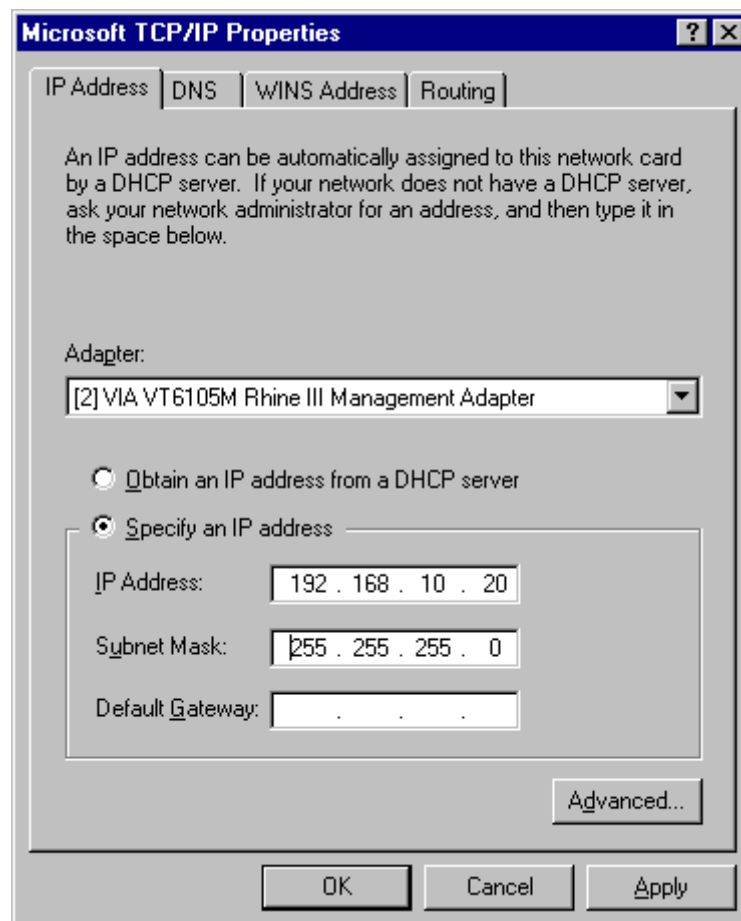 Microsoft TCP/IP Properties
IP Address DNS WINS Address Routing
An IP address can be automatically assigned to this network card
by a DHCP server. If your network does not have a DHCP server,
ask your network administrator for an address, and then type it in
the space below.
Adapter:
[2] VIA VT6105M Rhine III Management Adapter
Obtain an IP address from a DHCP server
Specify an IP address
IP Address: 192 . 168 . 10 . 20
Subnet Mask: 255 . 255 . 255 . 0
Default Gateway: . . .
Advanced...
OK Cancel Apply